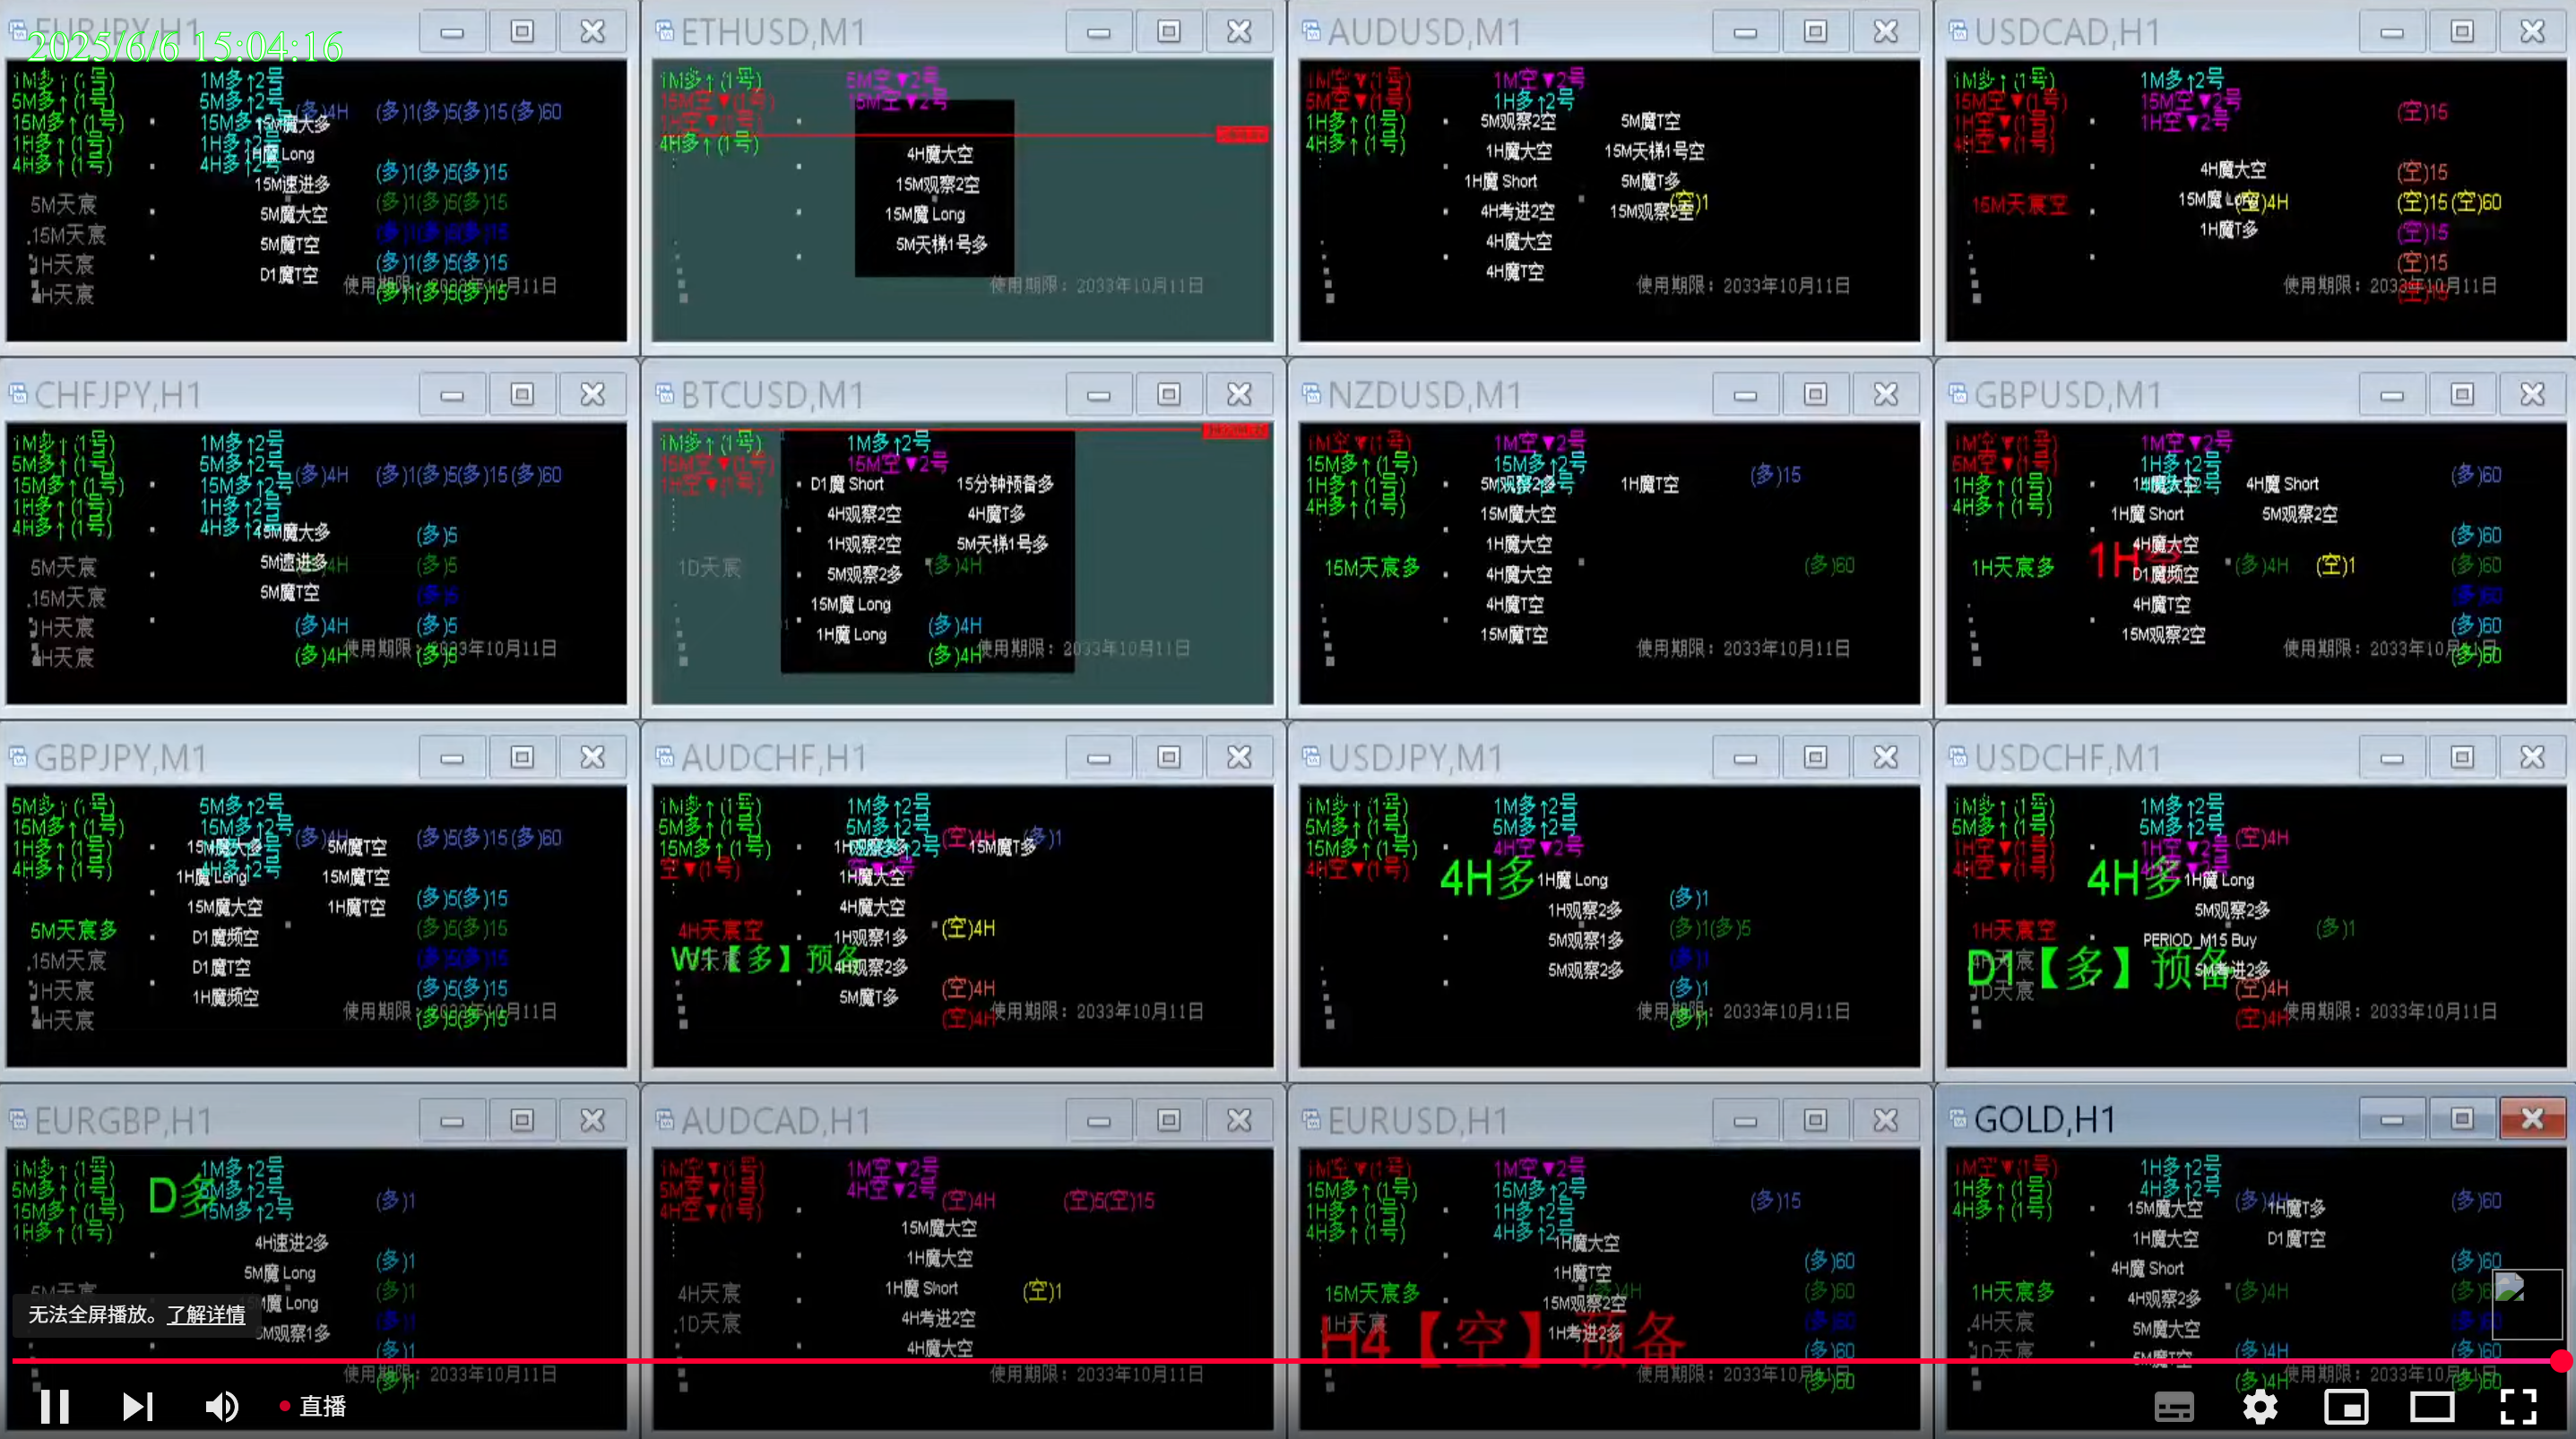 EURJPY,H1
2025/6/6 15:04:16
1M多↑(1号)
5M多↑(1号)
15M多↑(1号)
1H多↑(1号)
4H多↑(1号)
1M多↑2号
5M多↑2号
15M多↑2号
1H多↑2号
4H多↑2号
(多)4H (多)1(多)5(多)15(多)60
15M魔大多
1H魔 Long
15M速进多
5M魔大空
5M魔T空
D1魔T空
(多)1(多)5(多)15
(多)1(多)5(多)15
(多)1(多)5(多)15
(多)1(多)5(多)15
(多)1(多)5(多)15
5M天宸
15M天宸
1H天宸
4H天宸
使用期限：2033年10月11日
ETHUSD,M1
1M多↑(1号)
15M空▼(1号)
1H空▼(1号)
4H多↑(1号)
5M空▼2号
15M空▼2号
4H魔大空
15M观察2空
15M魔 Long
5M天梯1号多
使用期限：2033年10月11日
AUDUSD,M1
1M空▼(1号)
5M空▼(1号)
1H多↑(1号)
4H多↑(1号)
1M空▼2号
1H多↑2号
5M观察2空
1H魔大空
1H魔 Short
4H考进2空
4H魔大空
4H魔T空
5M魔T空
15M天梯1号空
5M魔T多
15M观察2空
(空)1
使用期限：2033年10月11日
USDCAD,H1
1M多↑(1号)
15M空▼(1号)
1H空▼(1号)
4H空▼(1号)
1M多↑2号
15M空▼2号
1H空▼2号
(空)15
4H魔大空
15M魔 Long
1H魔T多
15M天宸空
(空)15
(空)4H (空)15(空)60
(空)15
(空)15
(空)15
使用期限：2033年10月11日
CHFJPY,H1
1M多↑(1号)
5M多↑(1号)
15M多↑(1号)
1H多↑(1号)
4H多↑(1号)
1M多↑2号
5M多↑2号
15M多↑2号
1H多↑2号
4H多↑2号
(多)4H (多)1(多)5(多)15(多)60
15M魔大多
5M速进多
5M魔T空
(多)5
(多)4H (多)5
(多)5
(多)4H (多)5
(多)4H (多)5
5M天宸
15M天宸
1H天宸
4H天宸
使用期限：2033年10月11日
BTCUSD,M1
1M多↑(1号)
15M空▼(1号)
1H空▼(1号)
1M多↑2号
15M空▼2号
D1魔 Short
4H观察2空
1H观察2空
5M观察2多
15M魔 Long
1H魔 Long
15分钟预备多
4H魔T多
5M天梯1号多
1D天宸
(多)4H
(多)4H
(多)4H
使用期限：2033年10月11日
NZDUSD,M1
1M空▼(1号)
15M多↑(1号)
1H多↑(1号)
4H多↑(1号)
1M空▼2号
15M多↑2号
5M观察2多
15M魔大空
1H魔大空
4H魔大空
4H魔T空
15M魔T空
1H魔T空
(多)15
15M天宸多
(多)60
使用期限：2033年10月11日
GBPUSD,M1
1M空▼(1号)
5M空▼(1号)
1H多↑(1号)
4H多↑(1号)
1M空▼2号
1H多↑2号
1H魔大空
1H魔 Short
4H魔大空
D1魔频空
4H魔T空
15M观察2空
4H魔 Short
5M观察2空
1H天宸多
1H空
(多)60
(多)60
(多)4H (空)1 (多)60
(多)60
(多)60
(多)60
使用期限：2033年10月11日
GBPJPY,M1
5M多↑(1号)
15M多↑(1号)
1H多↑(1号)
4H多↑(1号)
5M多↑2号
15M多↑2号
4H多↑2号
(多)4H (多)5(多)15(多)60
15M魔大多
1H魔 Long
15M魔大空
D1魔频空
D1魔T空
1H魔频空
5M魔T空
15M魔T空
1H魔T空
(多)5(多)15
(多)5(多)15
(多)5(多)15
(多)5(多)15
(多)5(多)15
5M天宸多
15M天宸
1H天宸
4H天宸
使用期限：2033年10月11日
AUDCHF,H1
1M多↑(1号)
5M多↑(1号)
15M多↑(1号)
空▼(1号)
1M多↑2号
5M多↑2号
空▼2号
(空)4H (多)1
15M魔T多
1H魔大空
4H魔大空
1H观察1多
4H观察2多
5M魔T多
4H天宸空
W1【多】预备
(空)4H
(空)4H
(空)4H
使用期限：2033年10月11日
USDJPY,M1
1M多↑(1号)
5M多↑(1号)
15M多↑(1号)
4H空▼(1号)
1M多↑2号
5M多↑2号
4H空▼2号
4H多
1H魔 Long
1H观察2多
5M观察1多
5M观察2多
(多)1
(多)1(多)5
(多)1
(多)1
(多)1
使用期限：2033年10月11日
USDCHF,M1
1M多↑(1号)
5M多↑(1号)
1H空▼(1号)
4H空▼(1号)
1M多↑2号
5M多↑2号
1H空▼2号
4H空▼2号
(空)4H
4H多
1H魔 Long
5M观察2多
PERIOD_M15 Buy
5M考进2多
1H天宸空
4H天宸
1D天宸
D1【多】预备
(多)1
(空)4H
(空)4H
使用期限：2033年10月11日
EURGBP,H1
1M多↑(1号)
5M多↑(1号)
15M多↑(1号)
1H多↑(1号)
D多
1M多↑2号
5M多↑2号
15M多↑2号
(多)1
4H速进2多
5M魔 Long
M魔 Long
5M观察1多
(多)1
(多)1
(多)1
(多)1
(多)1
5M天宸
使用期限：2033年10月11日
AUDCAD,H1
1M空▼(1号)
5M空▼(1号)
4H空▼(1号)
1M空▼2号
4H空▼2号
(空)4H (空)5(空)15
15M魔大空
1H魔大空
1H魔 Short
4H考进2空
4H魔大空
(空)1
4H天宸
1D天宸
使用期限：2033年10月11日
EURUSD,H1
1M空▼(1号)
15M多↑(1号)
1H多↑(1号)
4H多↑(1号)
1M空▼2号
15M多↑2号
1H多↑2号
4H多↑2号
(多)15
1H魔大空
1H魔T空
15M观察2空
1H考进2多
15M天宸多
1H天宸
H4【空】预备
(多)60
(多)4H (多)60
(多)60
(多)60
(多)60
使用期限：2033年10月11日
GOLD,H1
1M空▼(1号)
1H多↑(1号)
4H多↑(1号)
1H多↑2号
4H多↑2号
(多)4H (多)60
15M魔大空
1H魔大空
4H魔 Short
4H观察2多
5M魔大空
5M魔T空
1H魔T多
D1魔T空
1H天宸多
4H天宸
1D天宸
(多)60
(多)4H
(多)4H (多)60
(多)4H (多)60
使用期限：2033年10月11日
无法全屏播放。了解详情
直播